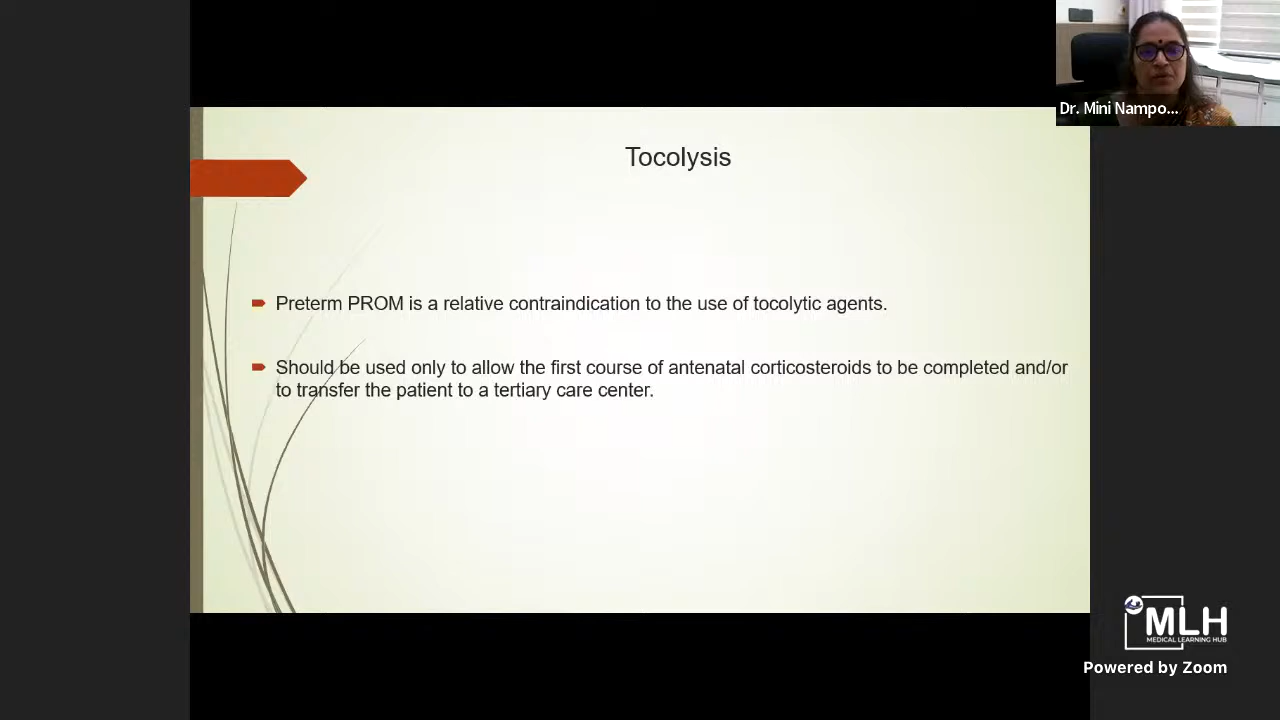 Dr. Mini Nampo...
Tocolysis
Preterm PROM is a relative contraindication to the use of tocolytic agents.
Should be used only to allow the first course of antenatal corticosteroids to be completed and/or
to transfer the patient to a tertiary care center.
MLH
MEDICAL LEARNING HUB
Powered by Zoom